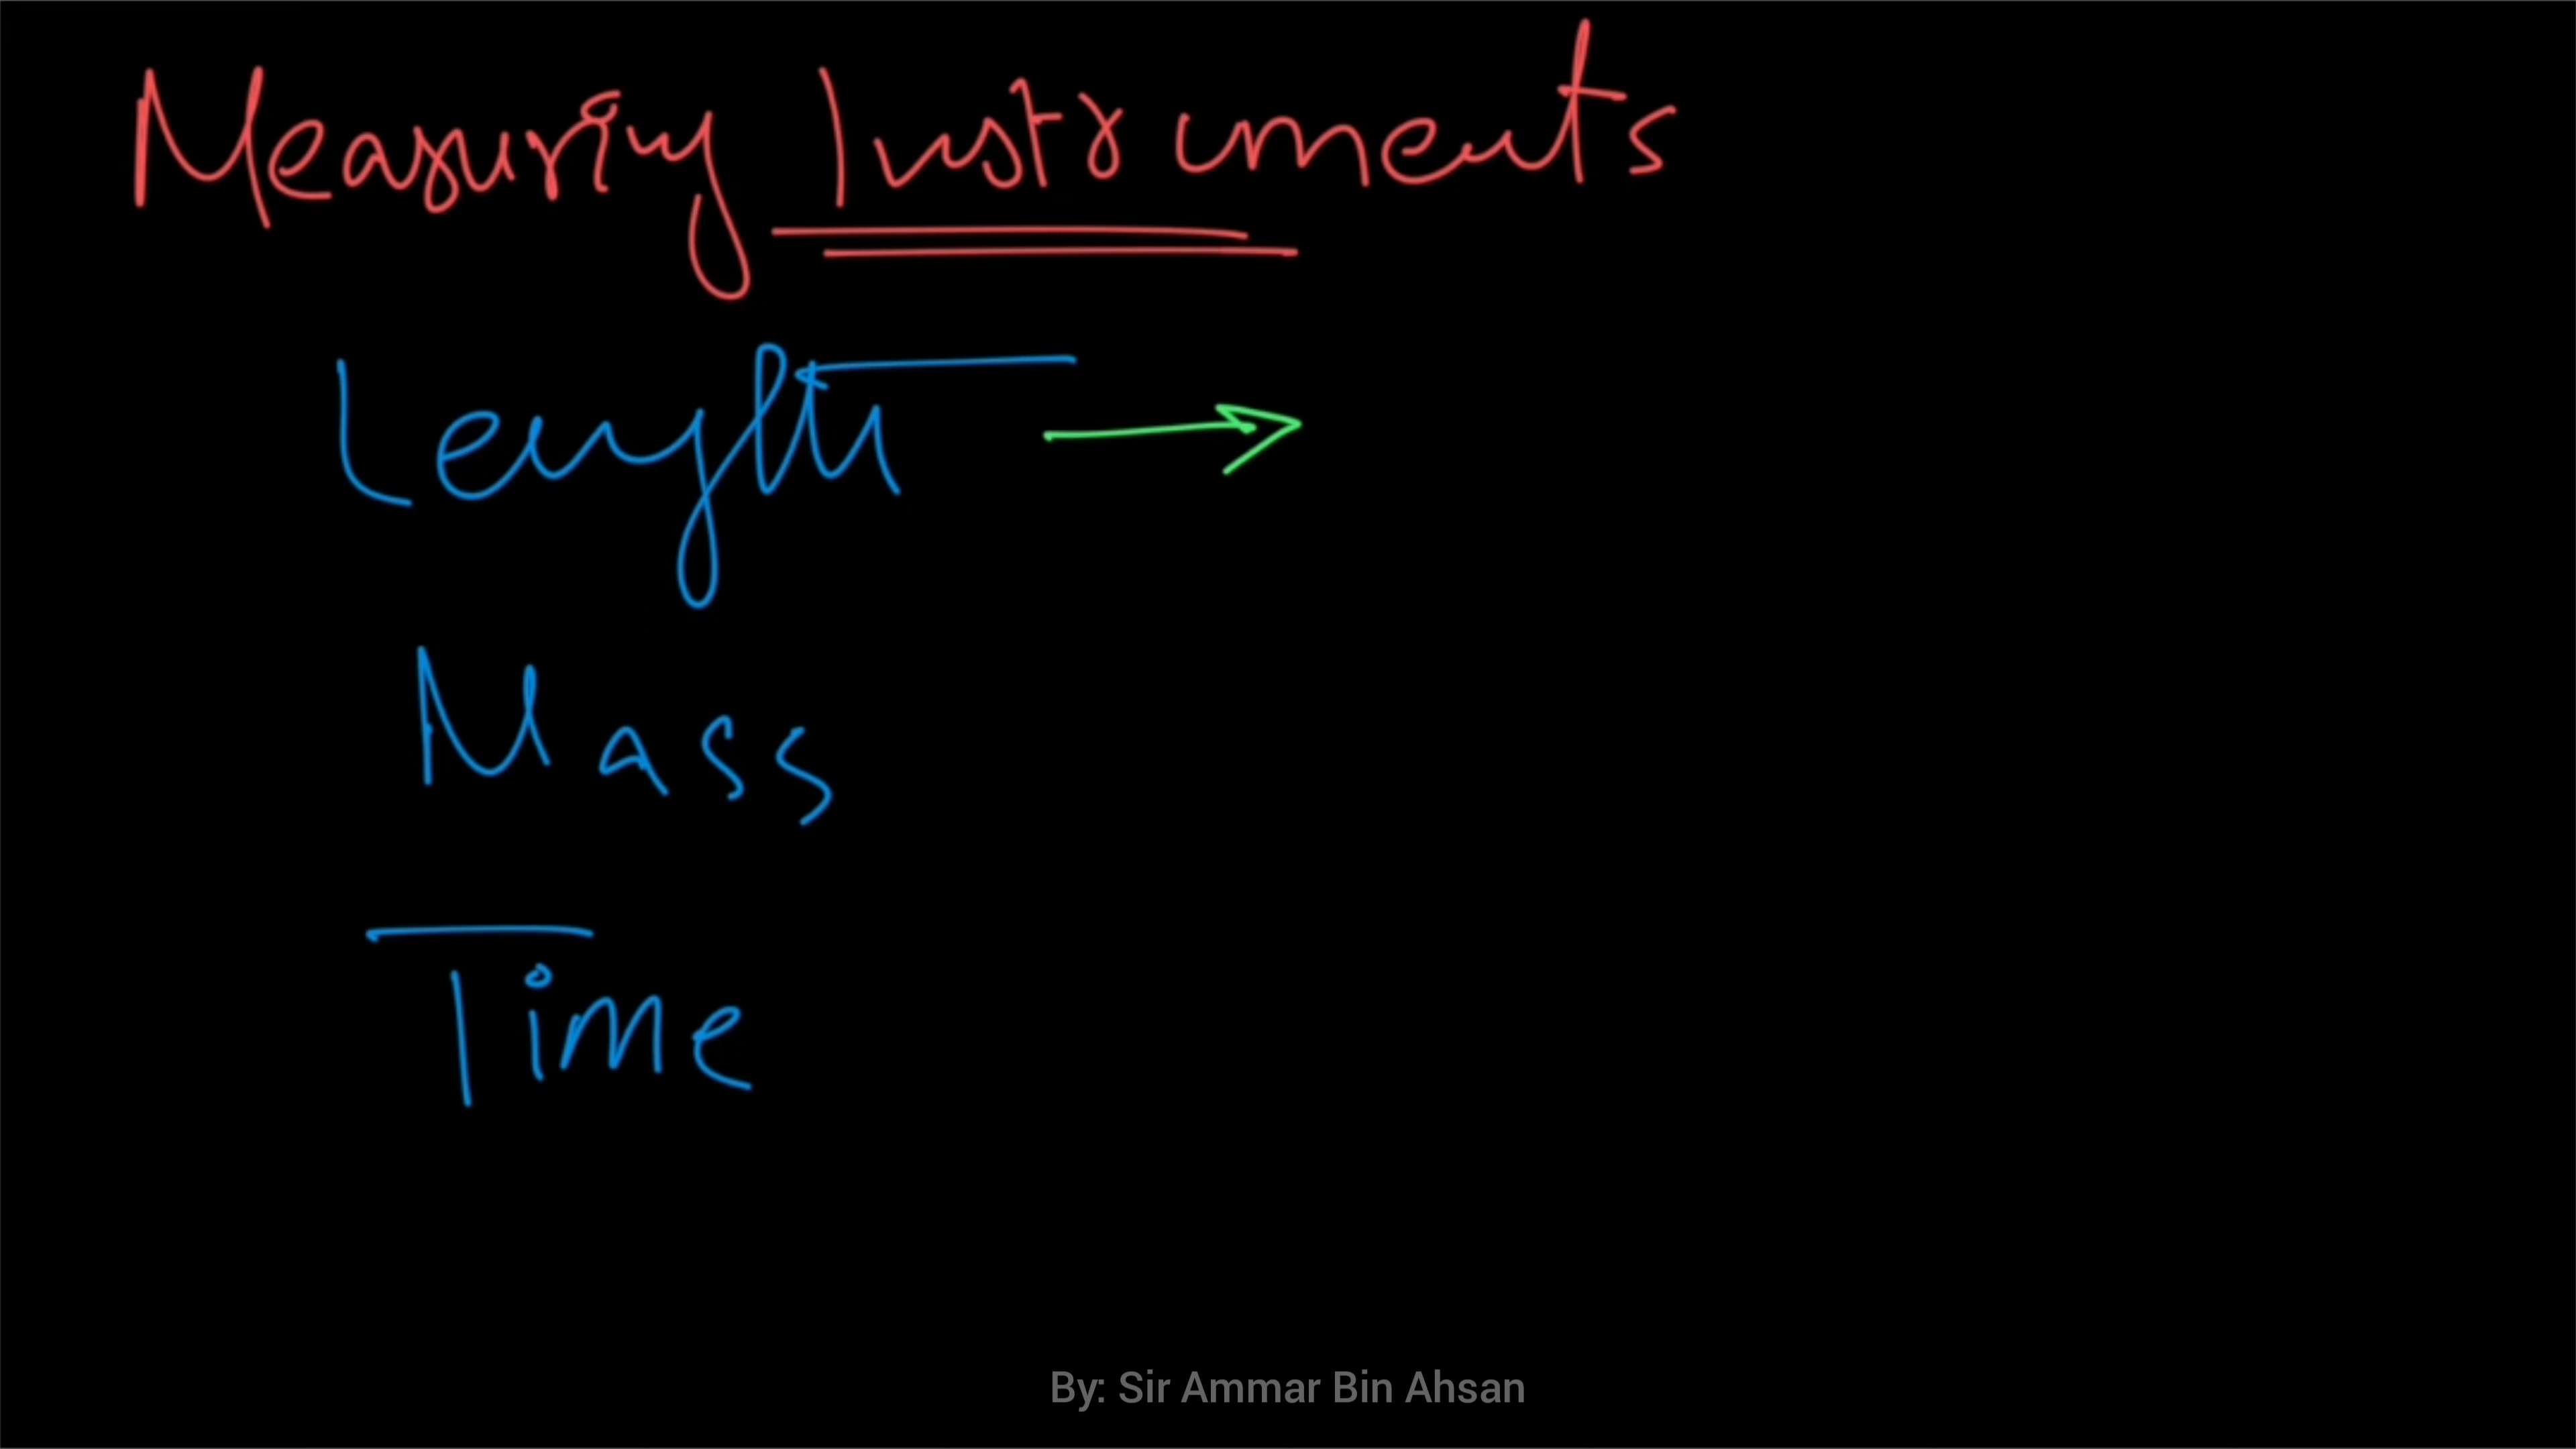 Measuring Instruments
Length
Mass
Time
By: Sir Ammar Bin Ahsan